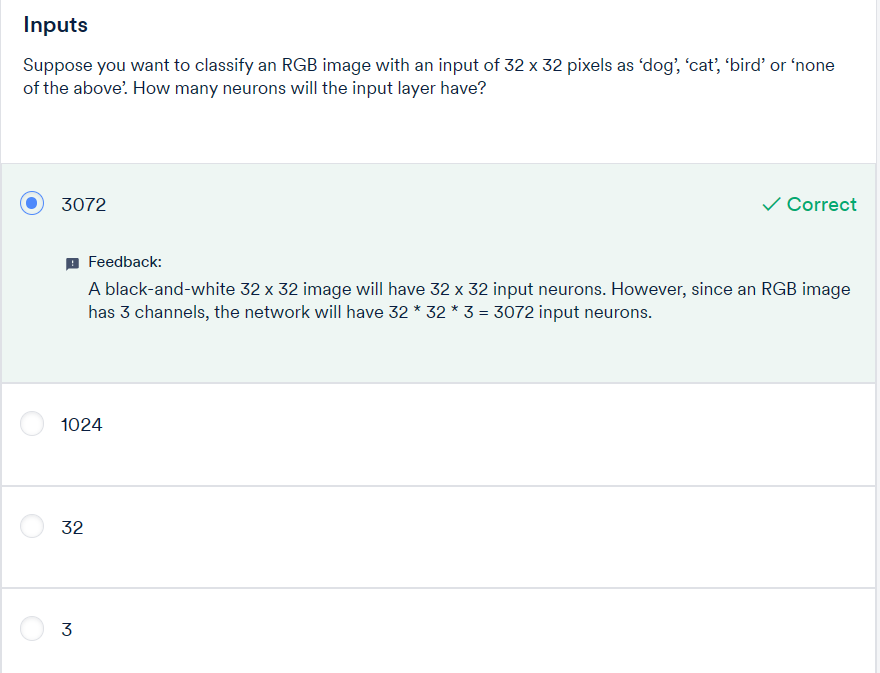 Inputs
Suppose you want to classify an RGB image with an input of 32 x 32 pixels as ‘dog’, ‘cat’, ‘bird’ or ‘none
of the above’. How many neurons will the input layer have?
3072
Correct
Feedback:
A black-and-white 32 x 32 image will have 32 x 32 input neurons. However, since an RGB image
has 3 channels, the network will have 32 * 32 * 3 = 3072 input neurons.
1024
32
3